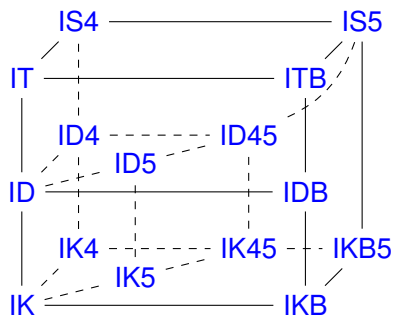 IS4 IS5
IT ITB
ID4 ID45
ID5
ID IDB
IK4 IK45 IKB5
IK5
IK IKB